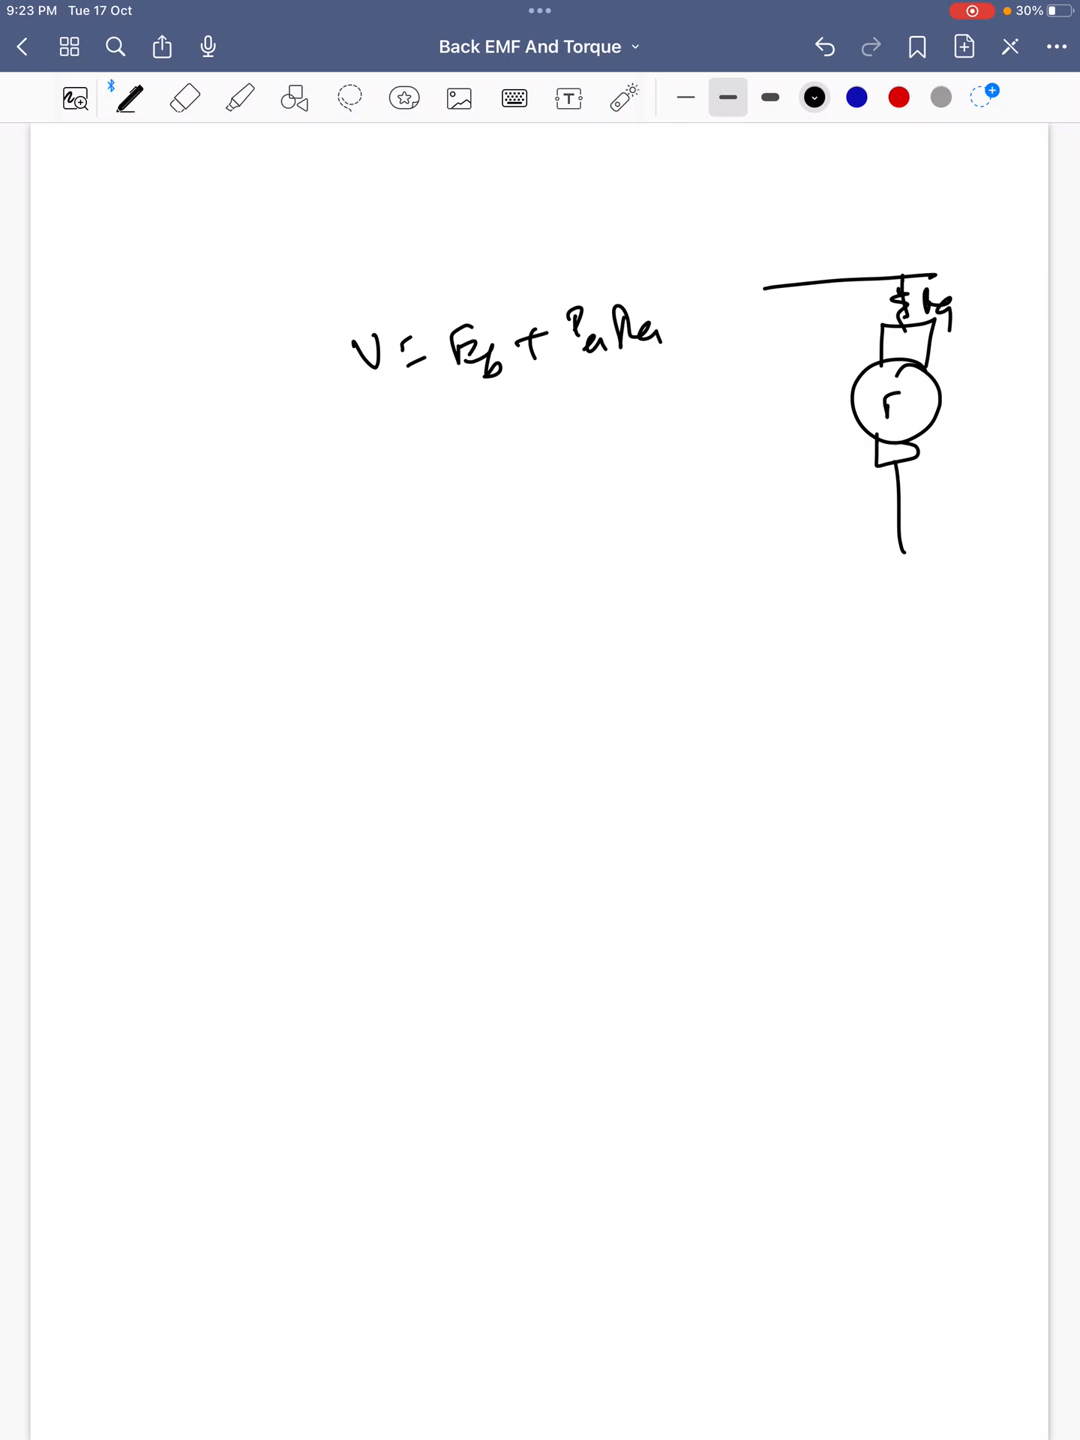 9:23 PM Tue 17 Oct
30%
Back EMF And Torque
T
V = Eb + IaRa